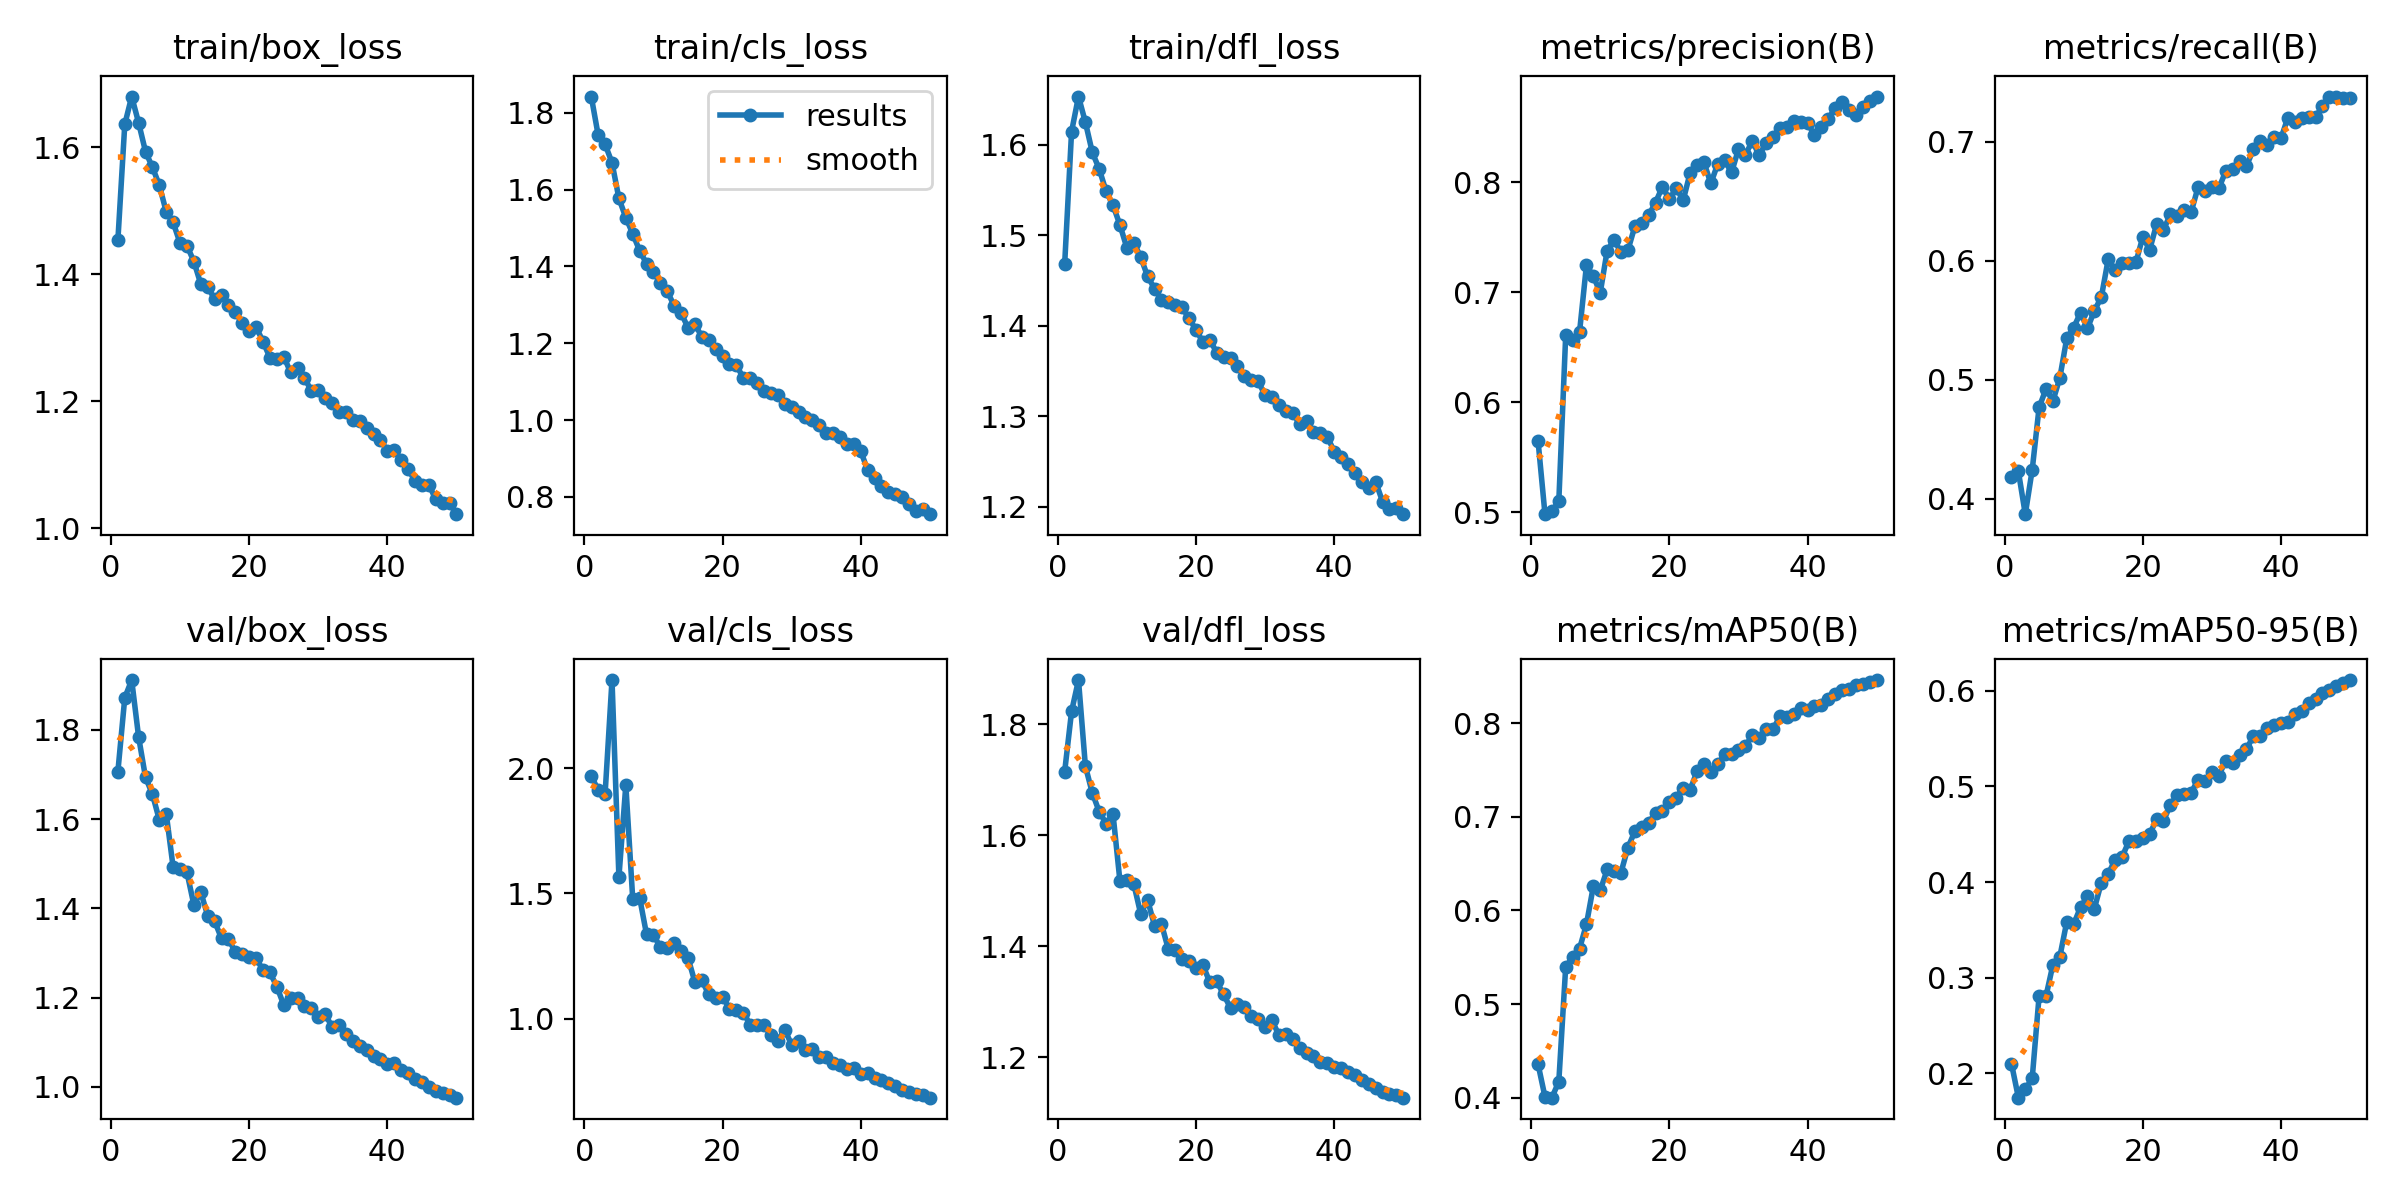 train/box_loss
1.6
1.4
1.2
1.0
0 20 40
train/cls_loss
results
smooth
1.8
1.6
1.4
1.2
1.0
0.8
0 20 40
train/dfl_loss
1.6
1.5
1.4
1.3
1.2
0 20 40
metrics/precision(B)
0.8
0.7
0.6
0.5
0 20 40
metrics/recall(B)
0.7
0.6
0.5
0.4
0 20 40
val/box_loss
1.8
1.6
1.4
1.2
1.0
0 20 40
val/cls_loss
2.0
1.5
1.0
0 20 40
val/dfl_loss
1.8
1.6
1.4
1.2
0 20 40
metrics/mAP50(B)
0.8
0.7
0.6
0.5
0.4
0 20 40
metrics/mAP50-95(B)
0.6
0.5
0.4
0.3
0.2
0 20 40